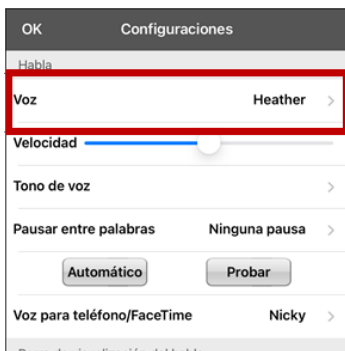 OK Configuraciones
Habla
Voz Heather
Velocidad
Tono de voz
Pausar entre palabras Ninguna pausa
Automático Probar
Voz para teléfono/FaceTime Nicky